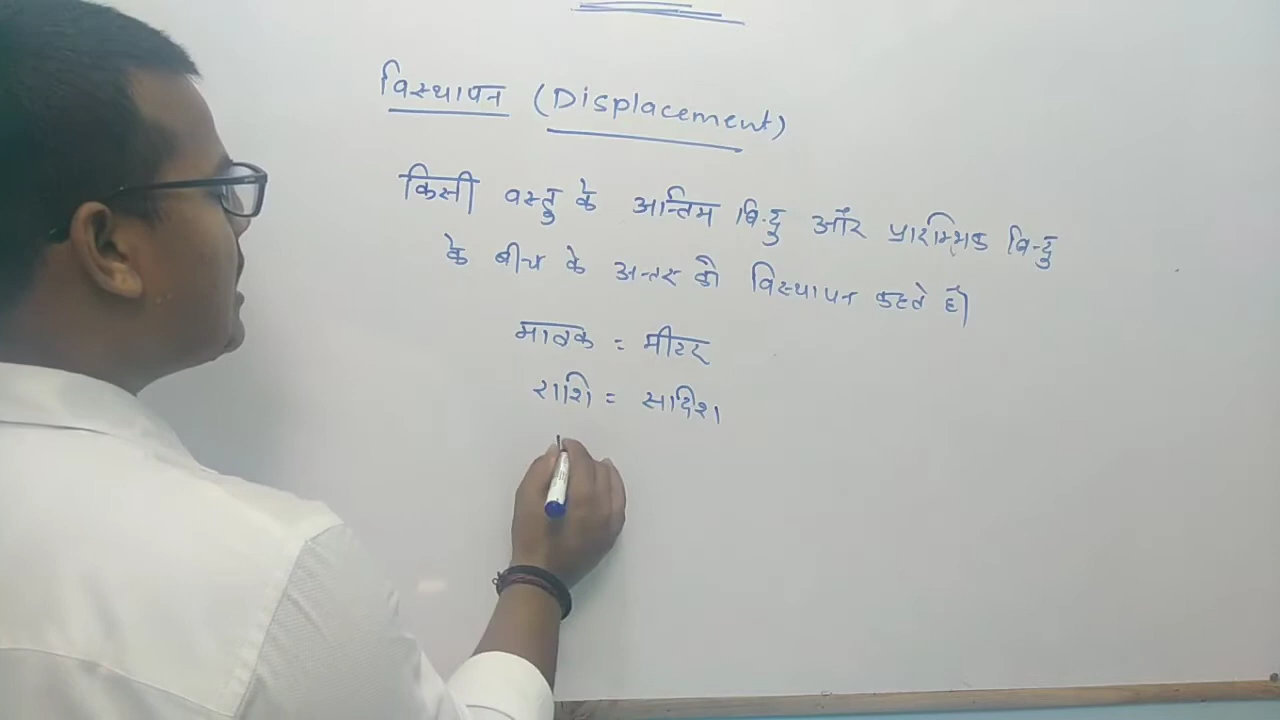 विस्थापन (Displacement)
किसी वस्तु के अन्तिम बिन्दु और प्रारम्भिक बिन्दु
के बीच के अन्तर को विस्थापन कहते हैं।
मात्रक = मीटर
राशि = सदिश